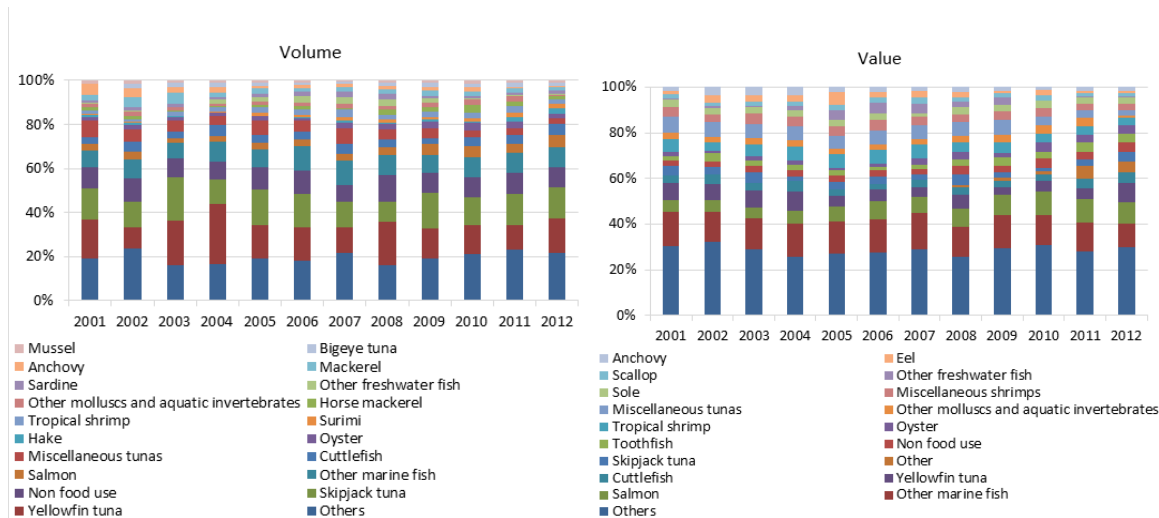 Volume
100%
80%
60%
40%
20%
0%
2001 2002 2003 2004 2005 2006 2007 2008 2009 2010 2011 2012
Mussel Bigeye tuna
Anchovy Mackerel
Sardine Other freshwater fish
Other molluscs and aquatic invertebrates Horse mackerel
Tropical shrimp Surimi
Hake Oyster
Miscellaneous tunas Cuttlefish
Salmon Other marine fish
Non food use Skipjack tuna
Yellowfin tuna Others
Value
100%
80%
60%
40%
20%
0%
2001 2002 2003 2004 2005 2006 2007 2008 2009 2010 2011 2012
Anchovy Eel
Scallop Other freshwater fish
Sole Miscellaneous shrimps
Miscellaneous tunas Other molluscs and aquatic invertebrates
Tropical shrimp Oyster
Toothfish Non food use
Skipjack tuna Other
Cuttlefish Yellowfin tuna
Salmon Other marine fish
Others